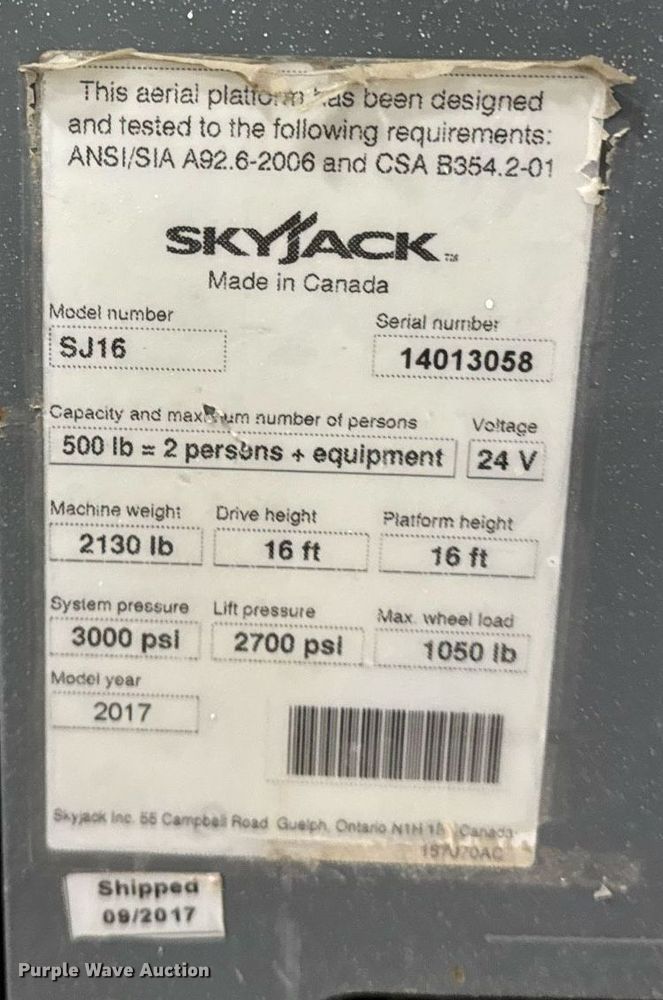 This aerial platform has been designed
and tested to the following requirements:
ANSI/SIA A92.6-2006 and CSA B354.2-01
SKYJACK TM
Made in Canada
Model number
Serial number
SJ16
14013058
Capacity and maximum number of persons
Voltage
500 lb = 2 persons + equipment
24 V
Machine weight
Drive height
Platform height
2130 lb
16 ft
16 ft
System pressure
Lift pressure
Max. wheel load
3000 psi
2700 psi
1050 lb
Model year
2017
Skyjack Inc. 55 Campbell Road Guelph, Ontario N1H Canada
Shipped
09/2017
Purple Wave Auction